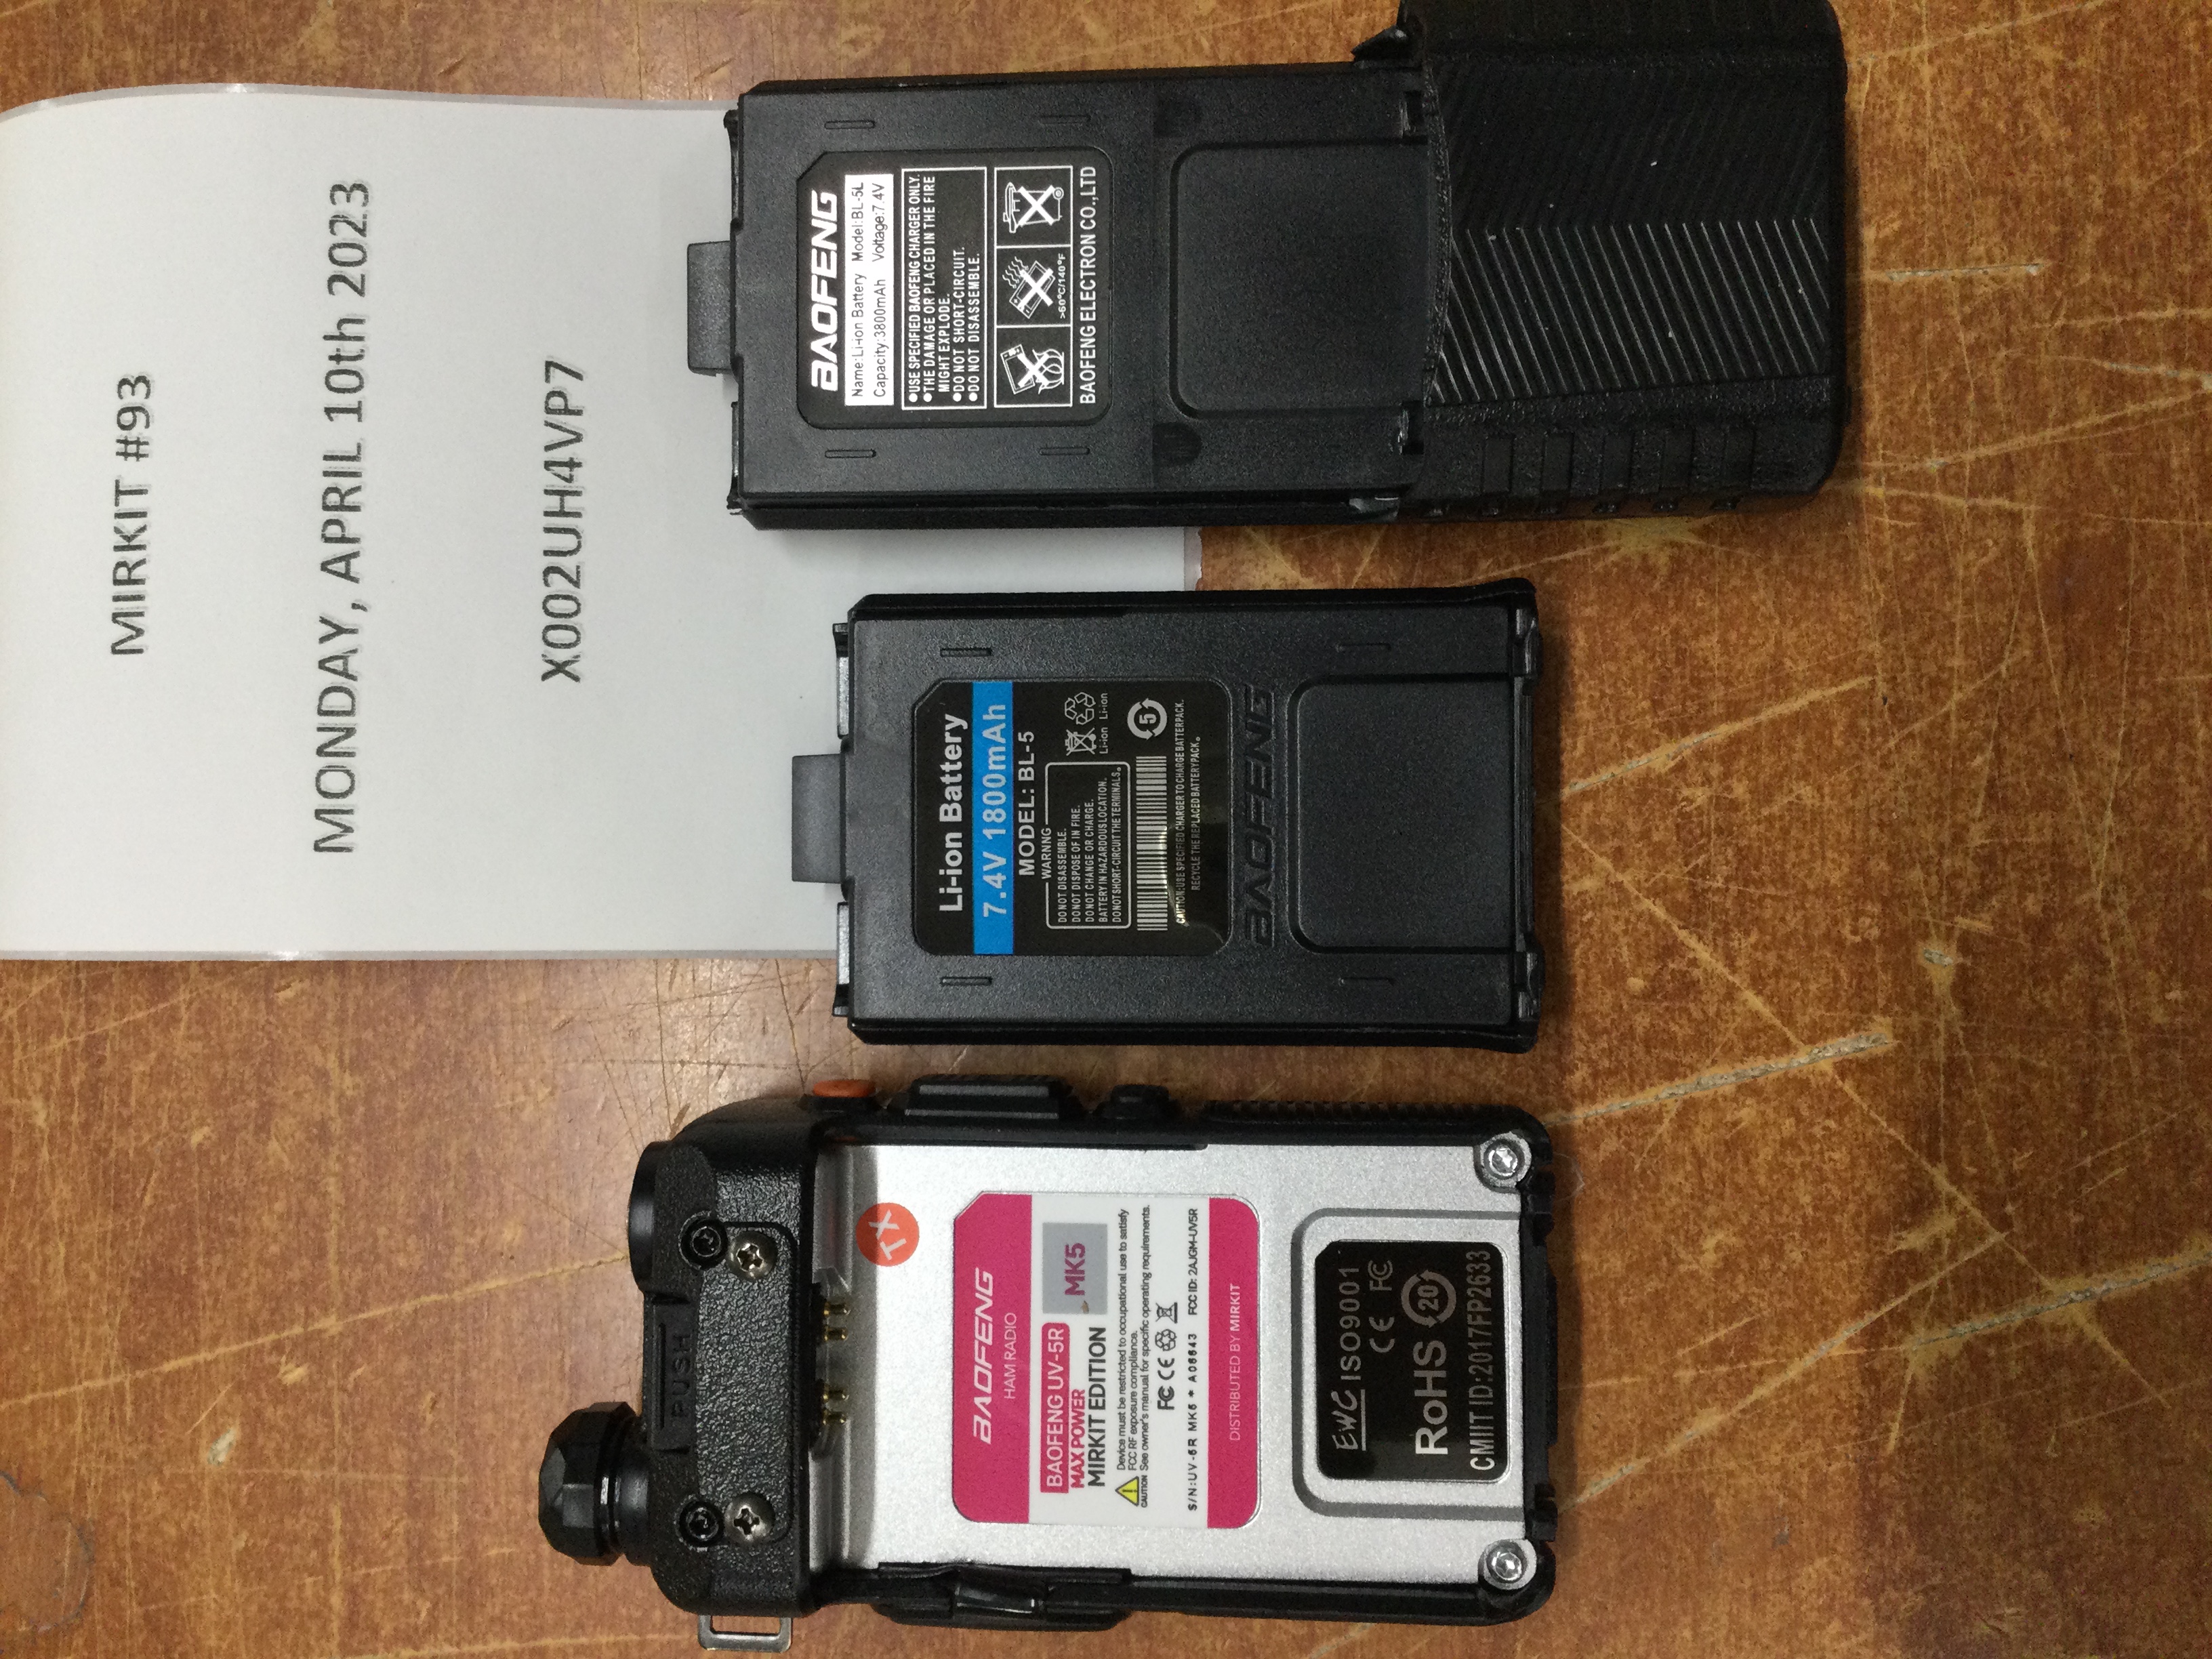 MIRKIT #93
MONDAY, APRIL 10th 2023
X002UH4VP7
PUSH
TX
BAOFENG
HAM RADIO
BAOFENG UV-5R
MAX POWER
MIRKIT EDITION
MK5
Device must be restricted to occupational use to satisfy
FCC RF exposure compliance.
CAUTION See owner's manual for specific operating requirements.
FC CE
S/N:UV-5R MK5 * A06643 FCC ID: 2AJGM-UV5R
DISTRIBUTED BY MIRKIT
EWC ISO9001
CE FC
RoHS 20
CMIIT ID:2017FP2633
Li-ion Battery
7.4V 1800mAh
MODEL: BL-5
WARNNG
DO NOT DISASSEMBLE.
DO NOT DISPOSE OF IN FIRE.
DO NOT CHANGE OR CHARGE.
BATTERY IN HAZARDOUS LOCATION.
DO NOT SHORT-CIRCUIT THE TERMINALS。
Li-ion Li-ion
5
CAUTION:USE SPECIFIED CHARGER TO CHARGE BATTERPACK.
RECYCLE THE REPLACED BATTERY PACK。
BAOFENG
BAOFENG
Name:Li-ion Battery Model:BL-5L
Capacity:3800mAh Voltage:7.4V
●USE SPECIFIED BAOFENG CHARGER ONLY.
●THE DAMAGE OR PLACED IN THE FIRE
MIGHT EXPLODE.
●DO NOT SHORT-CIRCUIT.
●DO NOT DISASSEMBLE.
>60°C/140°F
BAOFENG ELECTRON CO.,LTD